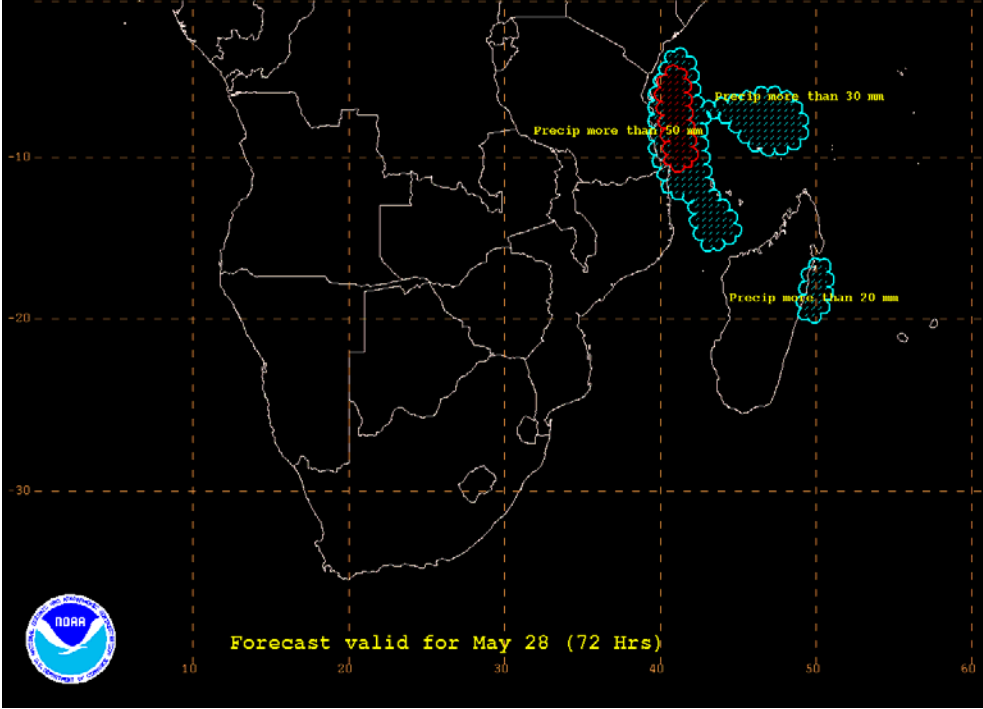 Precip more than 30 mm
Precip more than 50 mm
-10
Precip more than 20 mm
-20
-30
NOAA
Forecast valid for May 28 (72 Hrs)
10 20 30 40 50 60